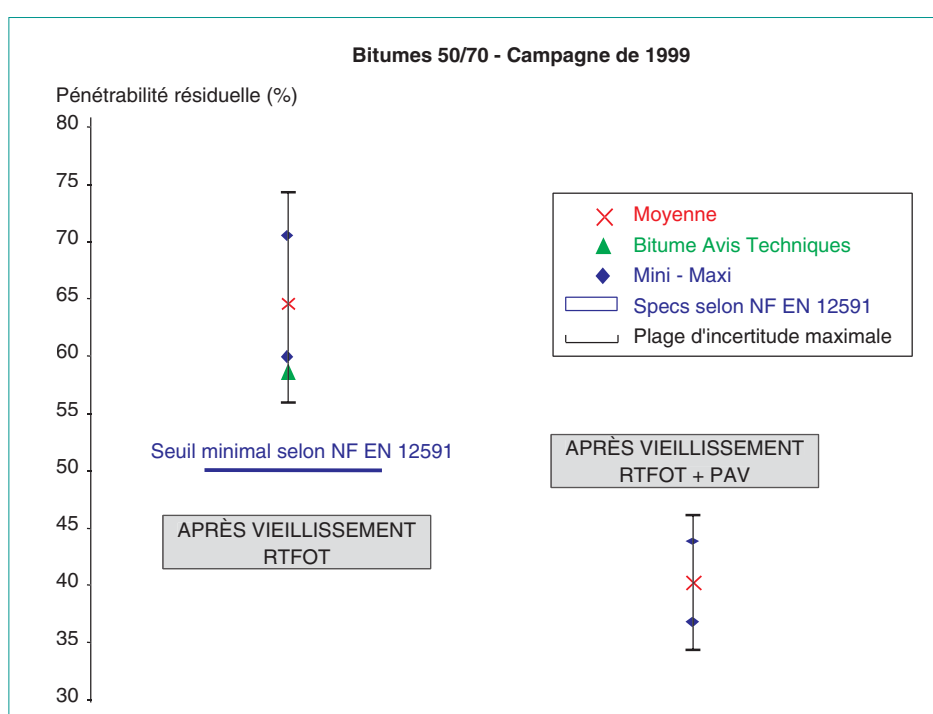 Bitumes 50/70 - Campagne de 1999
Pénétrabilité résiduelle (%)
80
75
70
65
60
55
50
45
40
35
30
Moyenne
Bitume Avis Techniques
Mini - Maxi
Specs selon NF EN 12591
Plage d'incertitude maximale
Seuil minimal selon NF EN 12591
APRÈS VIEILLISSEMENT
RTFOT
APRÈS VIEILLISSEMENT
RTFOT + PAV